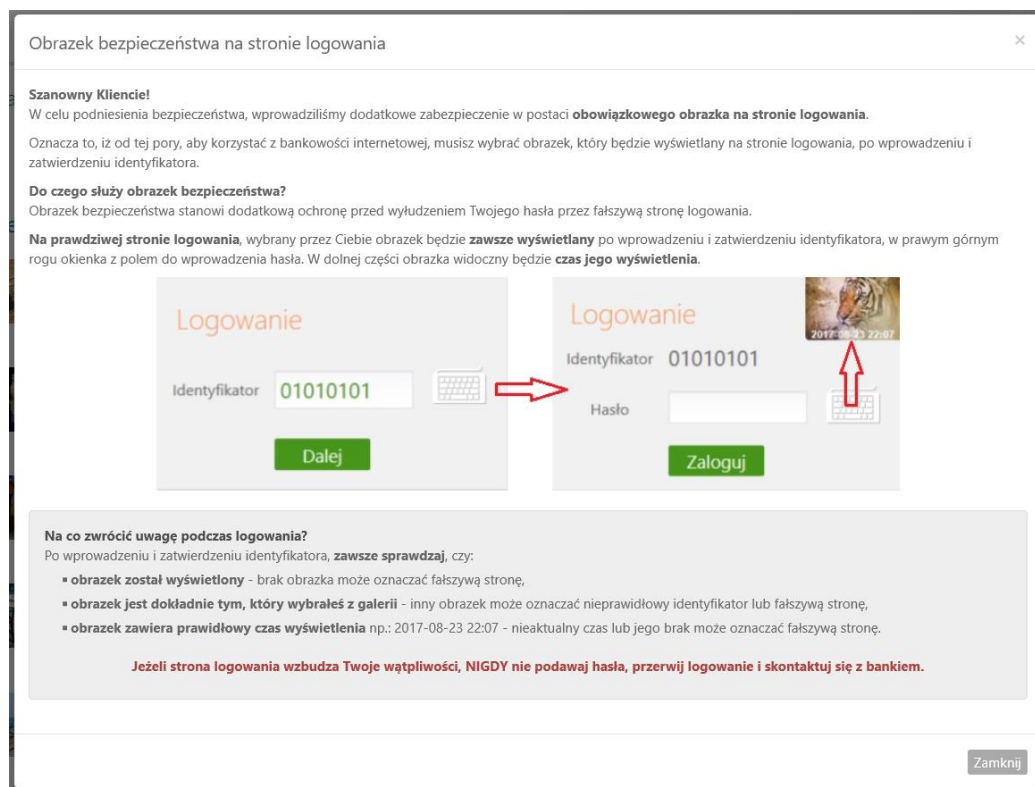 Obrazek bezpieczeństwa na stronie logowania
×
Szanowny Kliencie!
W celu podniesienia bezpieczeństwa, wprowadziliśmy dodatkowe zabezpieczenie w postaci obowiązkowego obrazka na stronie logowania.
Oznacza to, iż od tej pory, aby korzystać z bankowości internetowej, musisz wybrać obrazek, który będzie wyświetlany na stronie logowania, po wprowadzeniu i
zatwierdzeniu identyfikatora.
Do czego służy obrazek bezpieczeństwa?
Obrazek bezpieczeństwa stanowi dodatkową ochronę przed wyłudzeniem Twojego hasła przez fałszywą stronę logowania.
Na prawdziwej stronie logowania, wybrany przez Ciebie obrazek będzie zawsze wyświetlany po wprowadzeniu i zatwierdzeniu identyfikatora, w prawym górnym
rogu okienka z polem do wprowadzenia hasła. W dolnej części obrazka widoczny będzie czas jego wyświetlenia.
Logowanie
Identyfikator 01010101
Dalej
Logowanie
2017-08-23 22:07
Identyfikator 01010101
Hasło
Zaloguj
Na co zwrócić uwagę podczas logowania?
Po wprowadzeniu i zatwierdzeniu identyfikatora, zawsze sprawdzaj, czy:
▪ obrazek został wyświetlony - brak obrazka może oznaczać fałszywą stronę,
▪ obrazek jest dokładnie tym, który wybrałeś z galerii - inny obrazek może oznaczać nieprawidłowy identyfikator lub fałszywą stronę,
▪ obrazek zawiera prawidłowy czas wyświetlenia np.: 2017-08-23 22:07 - nieaktualny czas lub jego brak może oznaczać fałszywą stronę.
Jeżeli strona logowania wzbudza Twoje wątpliwości, NIGDY nie podawaj hasła, przerwij logowanie i skontaktuj się z bankiem.
Zamknij